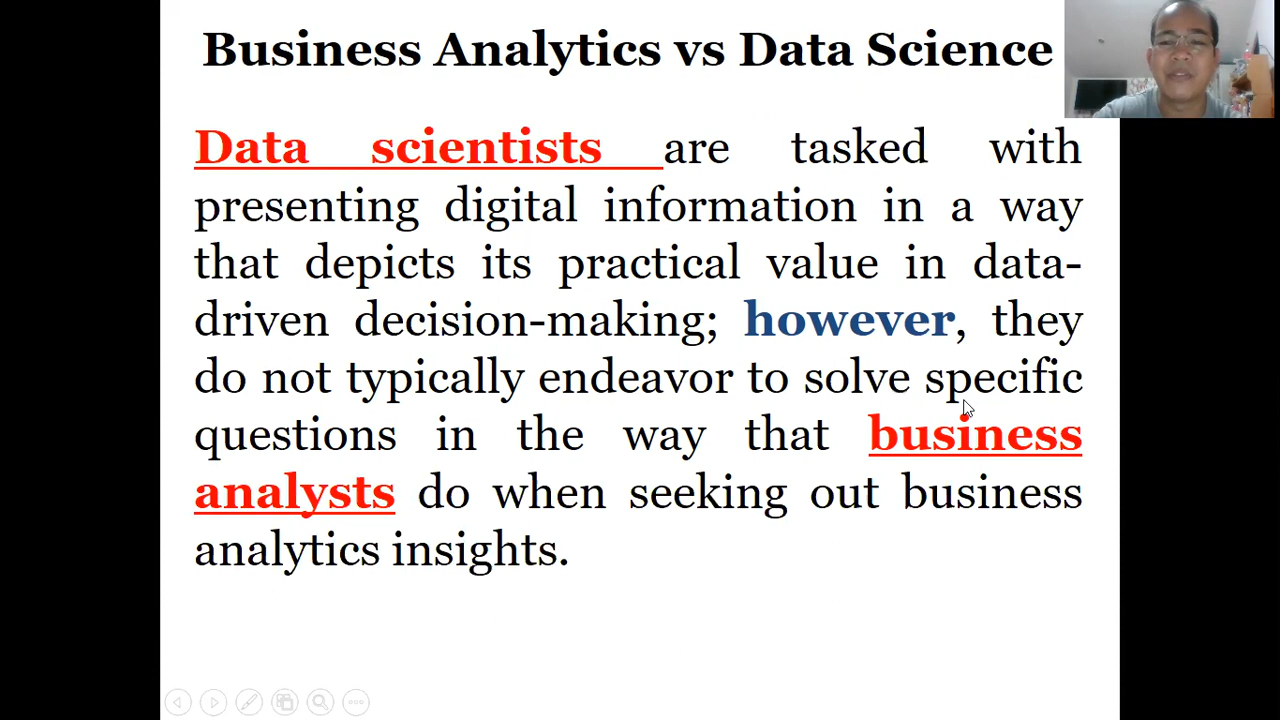 Business Analytics vs Data Science
Data scientists are tasked with
presenting digital information in a way
that depicts its practical value in data-
driven decision-making; however, they
do not typically endeavor to solve specific
questions in the way that business
analysts do when seeking out business
analytics insights.